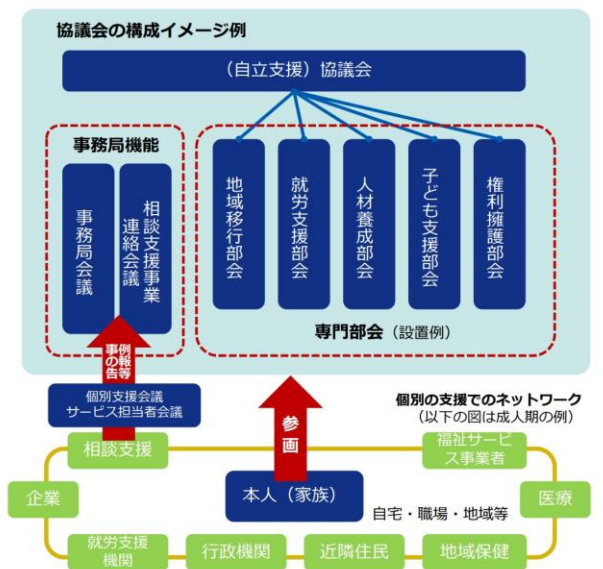 協議会の構成イメージ例
（自立支援）協議会
事務局機能
事務局会議
相談支援事業
連絡会議
地域移行部会
就労支援部会
人材養成部会
子ども支援部会
権利擁護部会
専門部会（設置例）
事例の報告等
個別支援会議
サービス担当者会議
参画
個別の支援でのネットワーク
（以下の図は成人期の例）
相談支援
福祉サービ
ス事業者
企業
本人（家族）
自宅・職場・地域等
医療
就労支援
機関
行政機関
近隣住民
地域保健